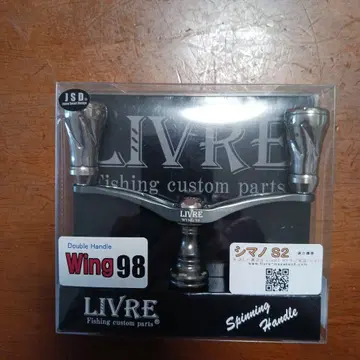 JSD
LIVRE
Fishing custom parts
LIVRE
Double Handle
Wing 98
シマノ S2
LIVRE
Fishing custom parts
Spinning
Handle